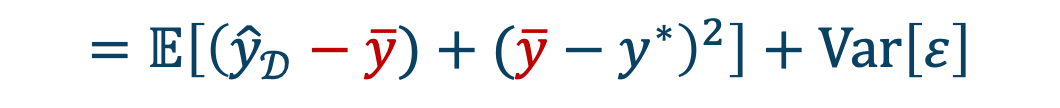 = 𝔼[(ŷ_𝒟 − ȳ) + (ȳ − y*)²] + Var[ε]